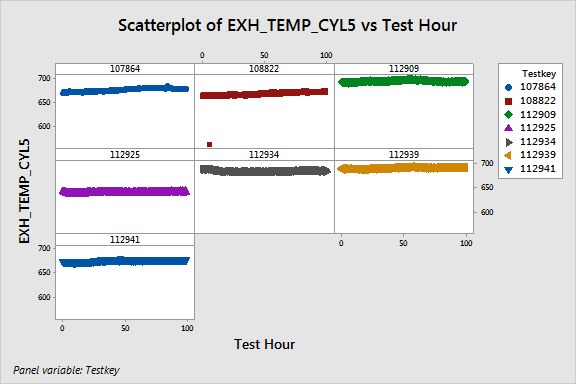 Scatterplot of EXH_TEMP_CYL5 vs Test Hour
0 50 100
107864 108822 112909
700
650
600
112925 112934 112939
700
650
600
112941
700
650
600
0 50 100
0 50 100
EXH_TEMP_CYL5
Test Hour
Testkey
107864
108822
112909
112925
112934
112939
112941
Panel variable: Testkey